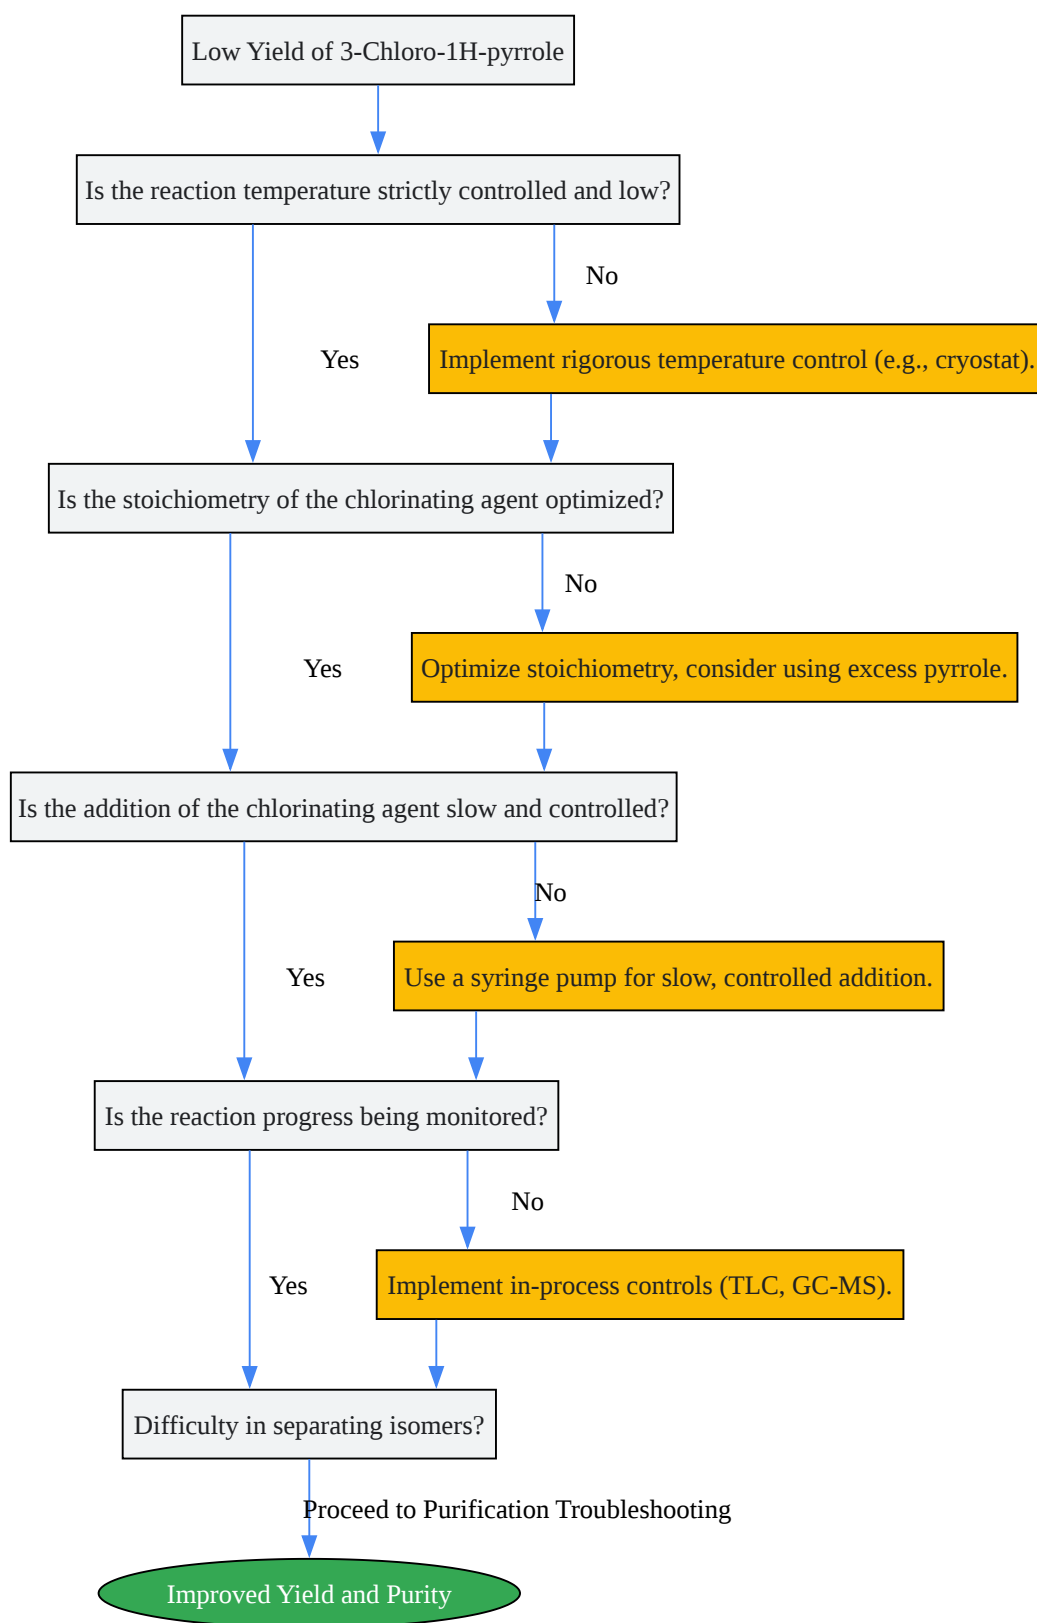 Low Yield of 3-Chloro-1H-pyrrole
Is the reaction temperature strictly controlled and low?
No
Yes
Implement rigorous temperature control (e.g., cryostat).
Is the stoichiometry of the chlorinating agent optimized?
No
Yes
Optimize stoichiometry, consider using excess pyrrole.
Is the addition of the chlorinating agent slow and controlled?
No
Yes
Use a syringe pump for slow, controlled addition.
Is the reaction progress being monitored?
No
Yes
Implement in-process controls (TLC, GC-MS).
Difficulty in separating isomers?
Proceed to Purification Troubleshooting
Improved Yield and Purity